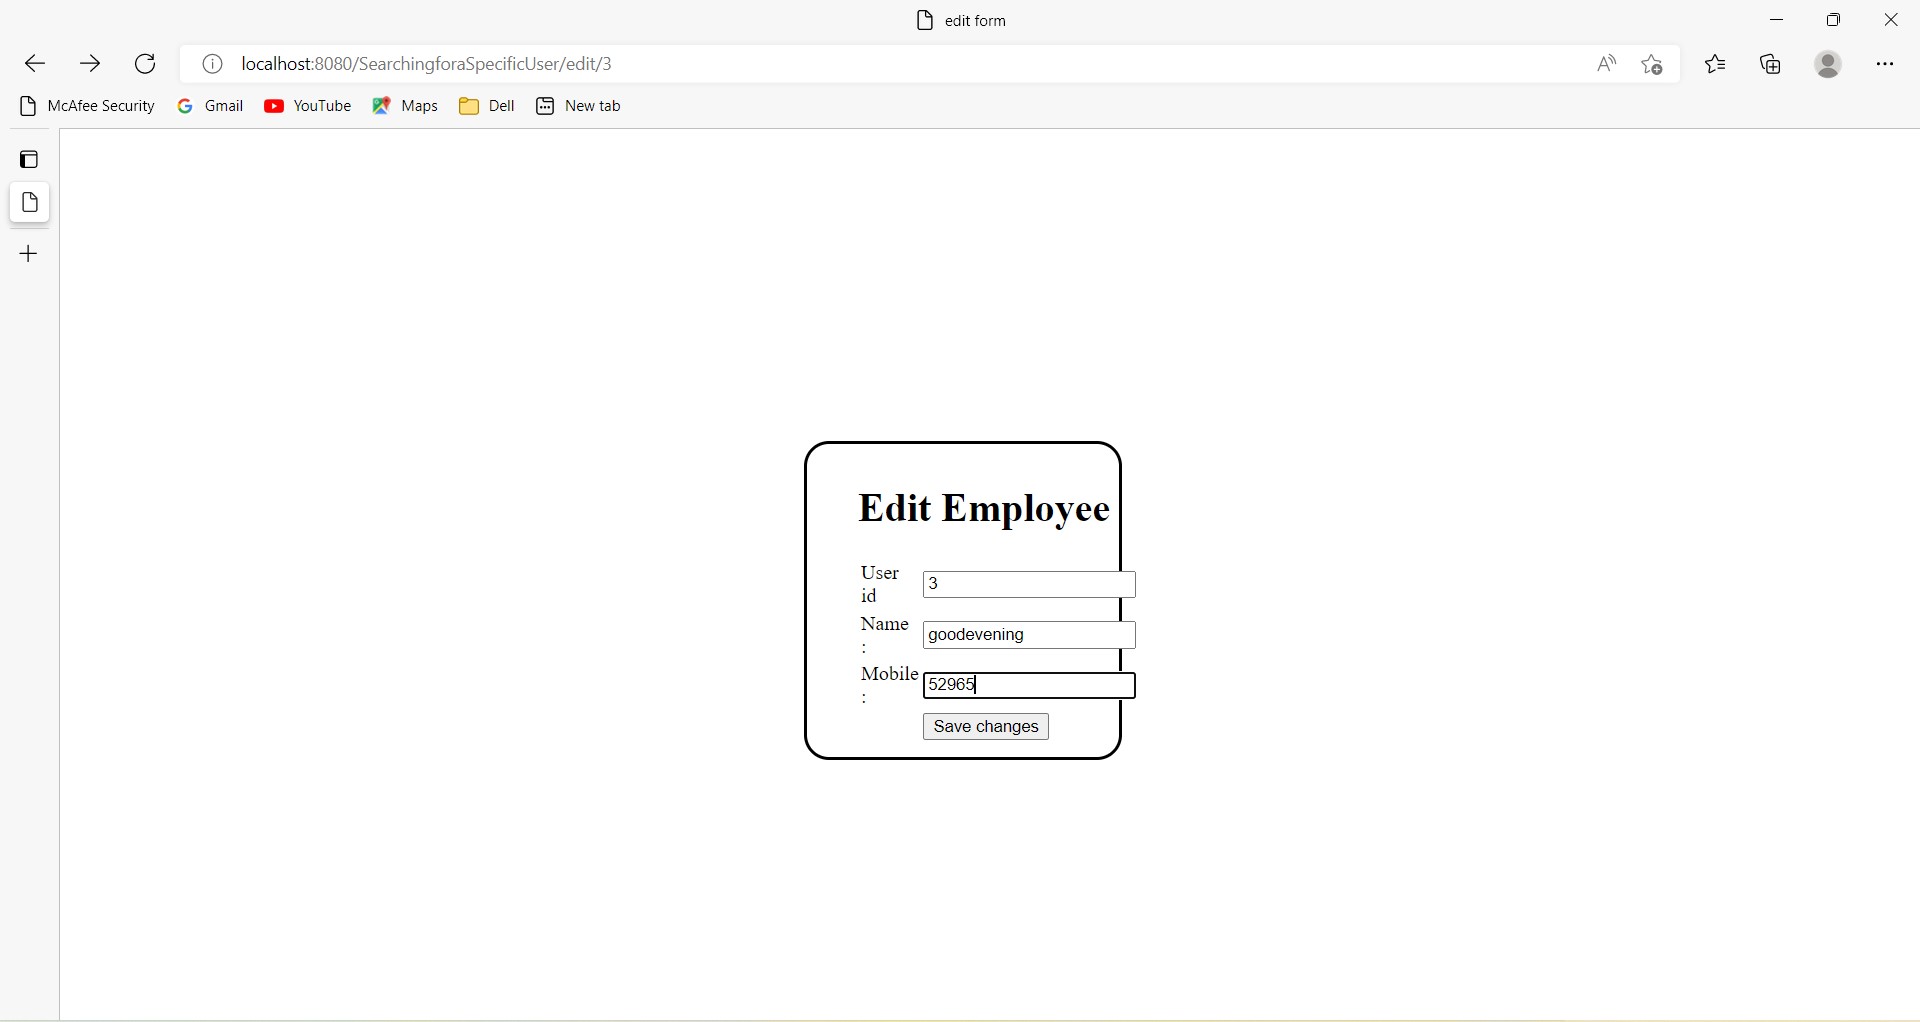 edit form
localhost:8080/SearchingforaSpecificUser/edit/3
McAfee Security Gmail YouTube Maps Dell New tab
Edit Employee
User
id
3
Name
:
goodevening
Mobile
:
52965
Save changes